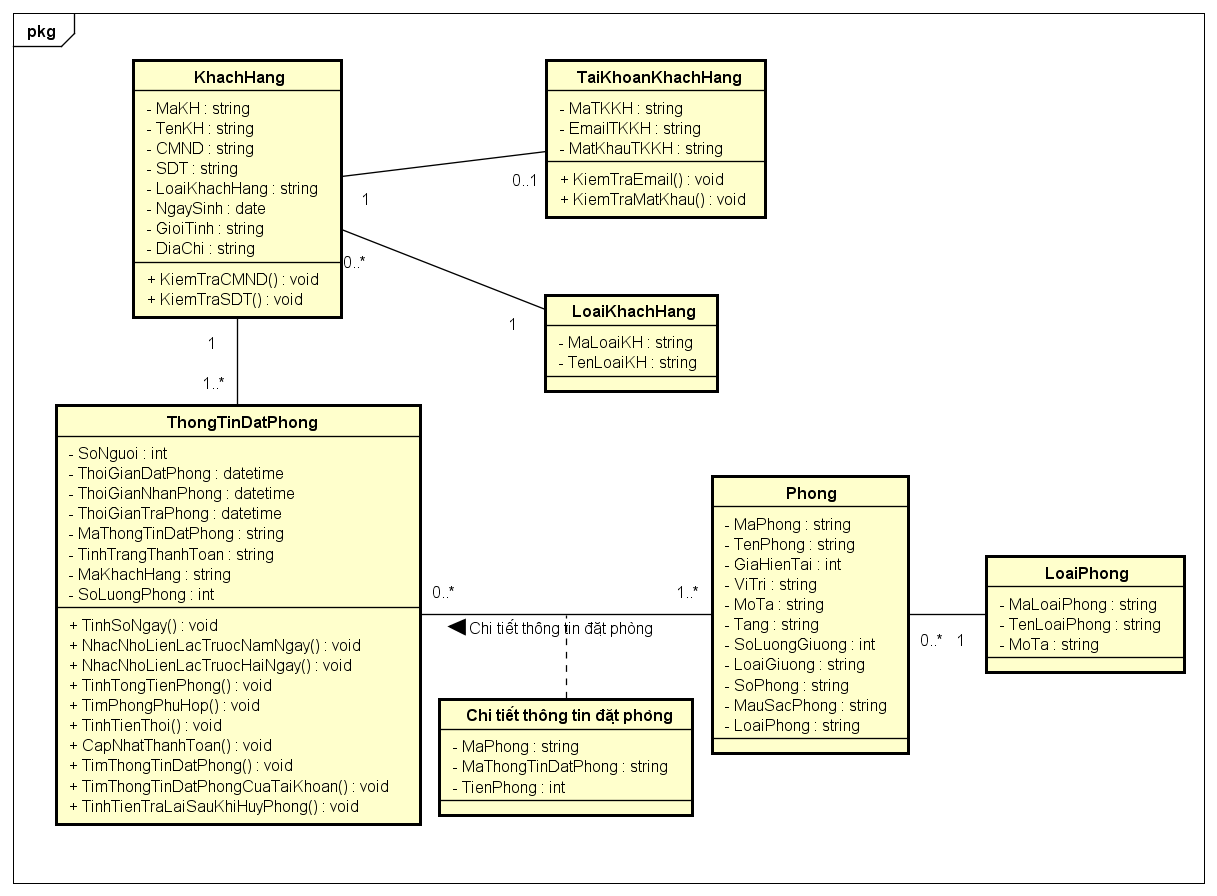 pkg
KhachHang
- MaKH : string
- TenKH : string
- CMND : string
- SDT : string
- LoaiKhachHang : string
- NgaySinh : date
- GioiTinh : string
- DiaChi : string
+ KiemTraCMND() : void
+ KiemTraSDT() : void
TaiKhoanKhachHang
- MaTKKH : string
- EmailTKKH : string
- MatKhauTKKH : string
+ KiemTraEmail() : void
+ KiemTraMatKhau() : void
1
0..1
0..*
1
LoaiKhachHang
- MaLoaiKH : string
- TenLoaiKH : string
1
1..*
ThongTinDatPhong
- SoNguoi : int
- ThoiGianDatPhong : datetime
- ThoiGianNhanPhong : datetime
- ThoiGianTraPhong : datetime
- MaThongTinDatPhong : string
- TinhTrangThanhToan : string
- MaKhachHang : string
- SoLuongPhong : int
+ TinhSoNgay() : void
+ NhacNhoLienLacTruocNamNgay() : void
+ NhacNhoLienLacTruocHaiNgay() : void
+ TinhTongTienPhong() : void
+ TimPhongPhuHop() : void
+ TinhTienThoi() : void
+ CapNhatThanhToan() : void
+ TimThongTinDatPhong() : void
+ TimThongTinDatPhongCuaTaiKhoan() : void
+ TinhTienTraLaiSauKhiHuyPhong() : void
0..*
1..*
Chi tiết thông tin đặt phòng
Chi tiết thông tin đặt phòng
- MaPhong : string
- MaThongTinDatPhong : string
- TienPhong : int
Phong
- MaPhong : string
- TenPhong : string
- GiaHienTai : int
- ViTri : string
- MoTa : string
- Tang : string
- SoLuongGiuong : int
- LoaiGiuong : string
- SoPhong : string
- MauSacPhong : string
- LoaiPhong : string
0..*
1
LoaiPhong
- MaLoaiPhong : string
- TenLoaiPhong : string
- MoTa : string